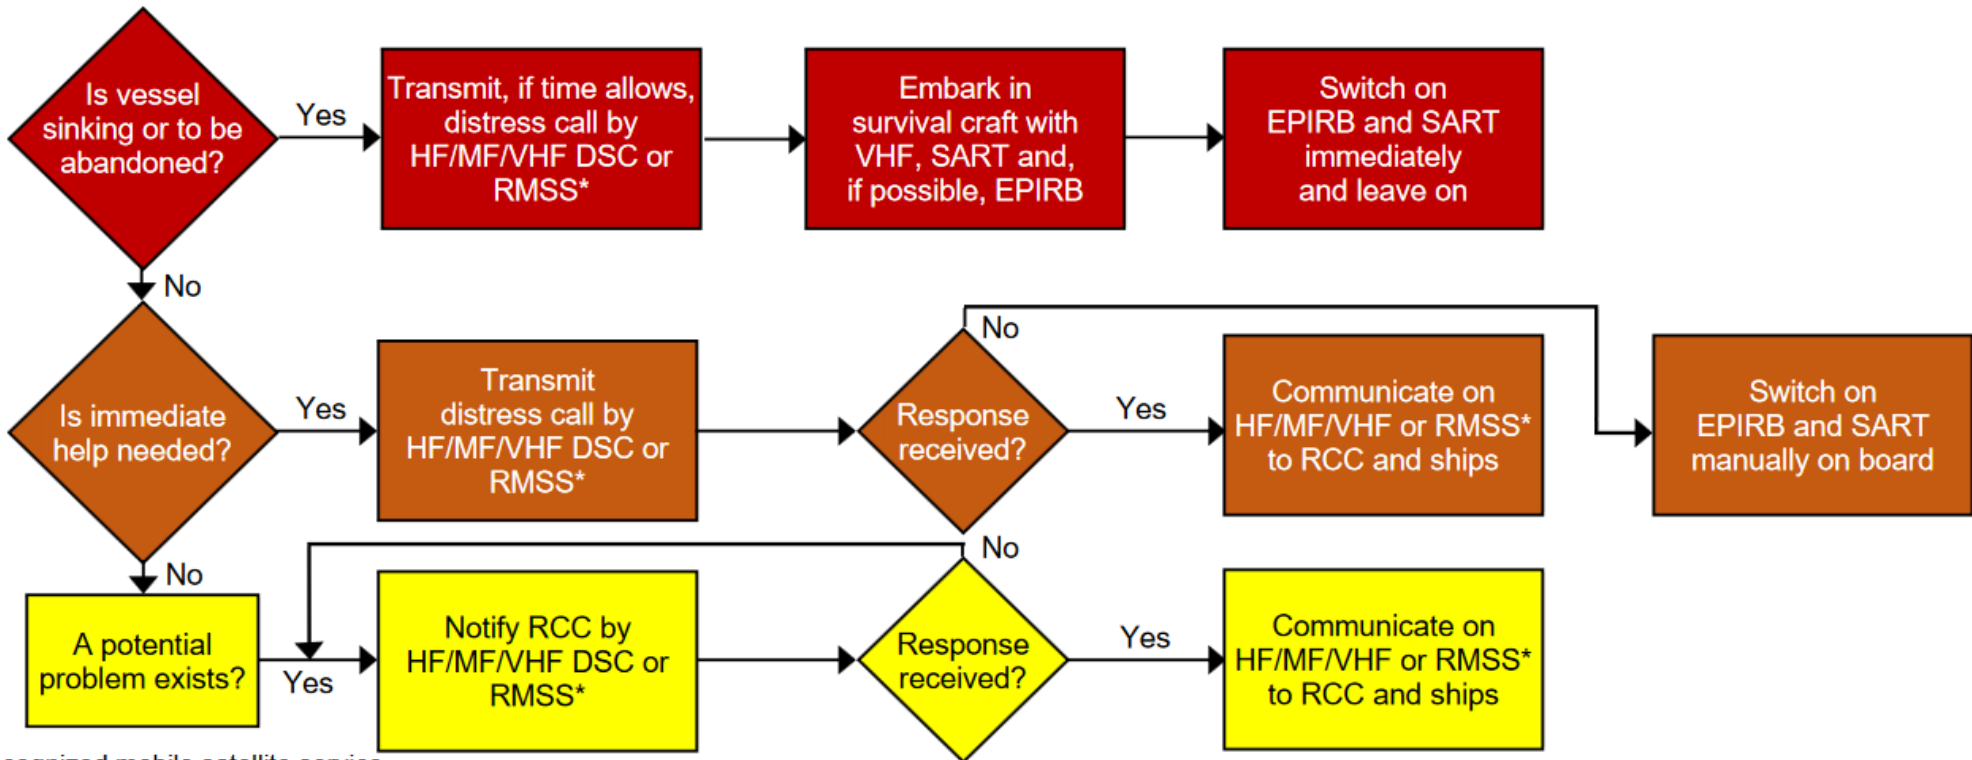 Is vessel
sinking or to be
abandoned?
Yes
Transmit, if time allows,
distress call by
HF/MF/VHF DSC or
RMSS*
Embark in
survival craft with
VHF, SART and,
if possible, EPIRB
Switch on
EPIRB and SART
immediately
and leave on
No
Is immediate
help needed?
Yes
Transmit
distress call by
HF/MF/VHF DSC or
RMSS*
Response
received?
No
Yes
Communicate on
HF/MF/VHF or RMSS*
to RCC and ships
Switch on
EPIRB and SART
manually on board
No
A potential
problem exists?
Yes
Notify RCC by
HF/MF/VHF DSC or
RMSS*
Response
received?
No
Yes
Communicate on
HF/MF/VHF or RMSS*
to RCC and ships
mobile satellite service